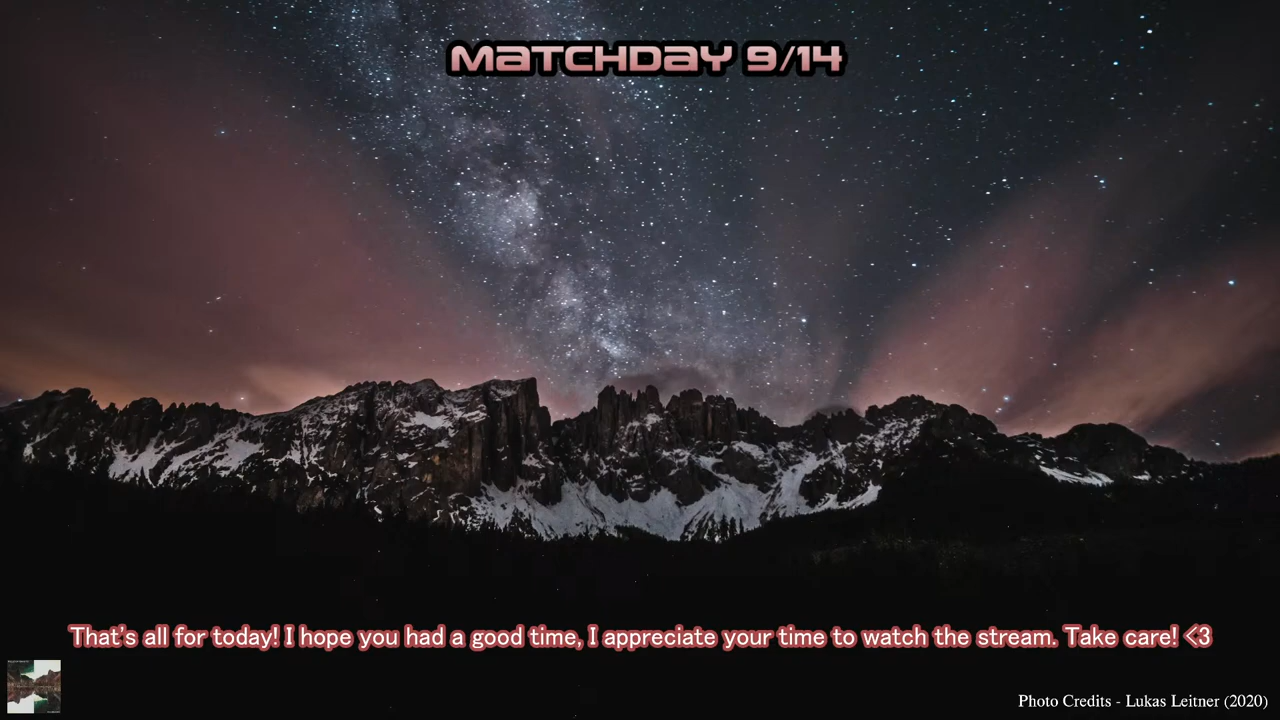 MATCHDAY 9/14
That's all for today! I hope you had a good time, I appreciate your time to watch the stream. Take care! <3
Photo Credits - Lukas Leitner (2020)